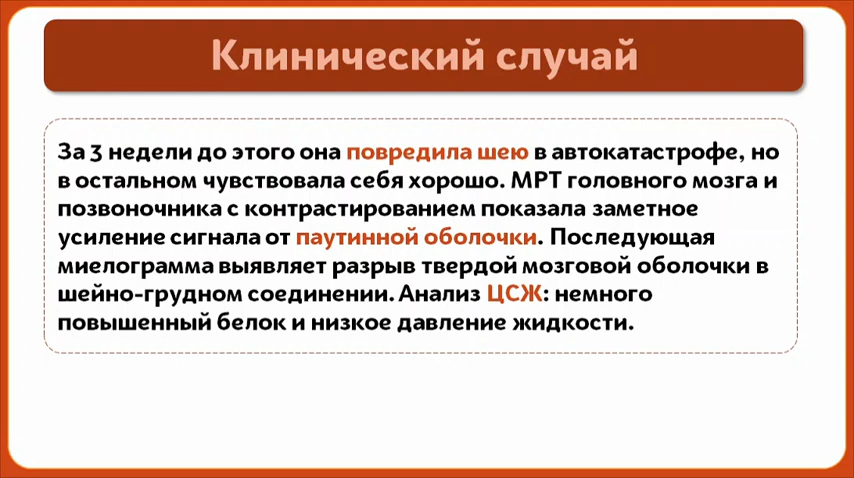 Клинический случай
За 3 недели до этого она повредила шею в автокатастрофе, но
в остальном чувствовала себя хорошо. МРТ головного мозга и
позвоночника с контрастированием показала заметное
усиление сигнала от паутинной оболочки. Последующая
миелограмма выявляет разрыв твердой мозговой оболочки в
шейно-грудном соединении. Анализ ЦСЖ: немного
повышенный белок и низкое давление жидкости.